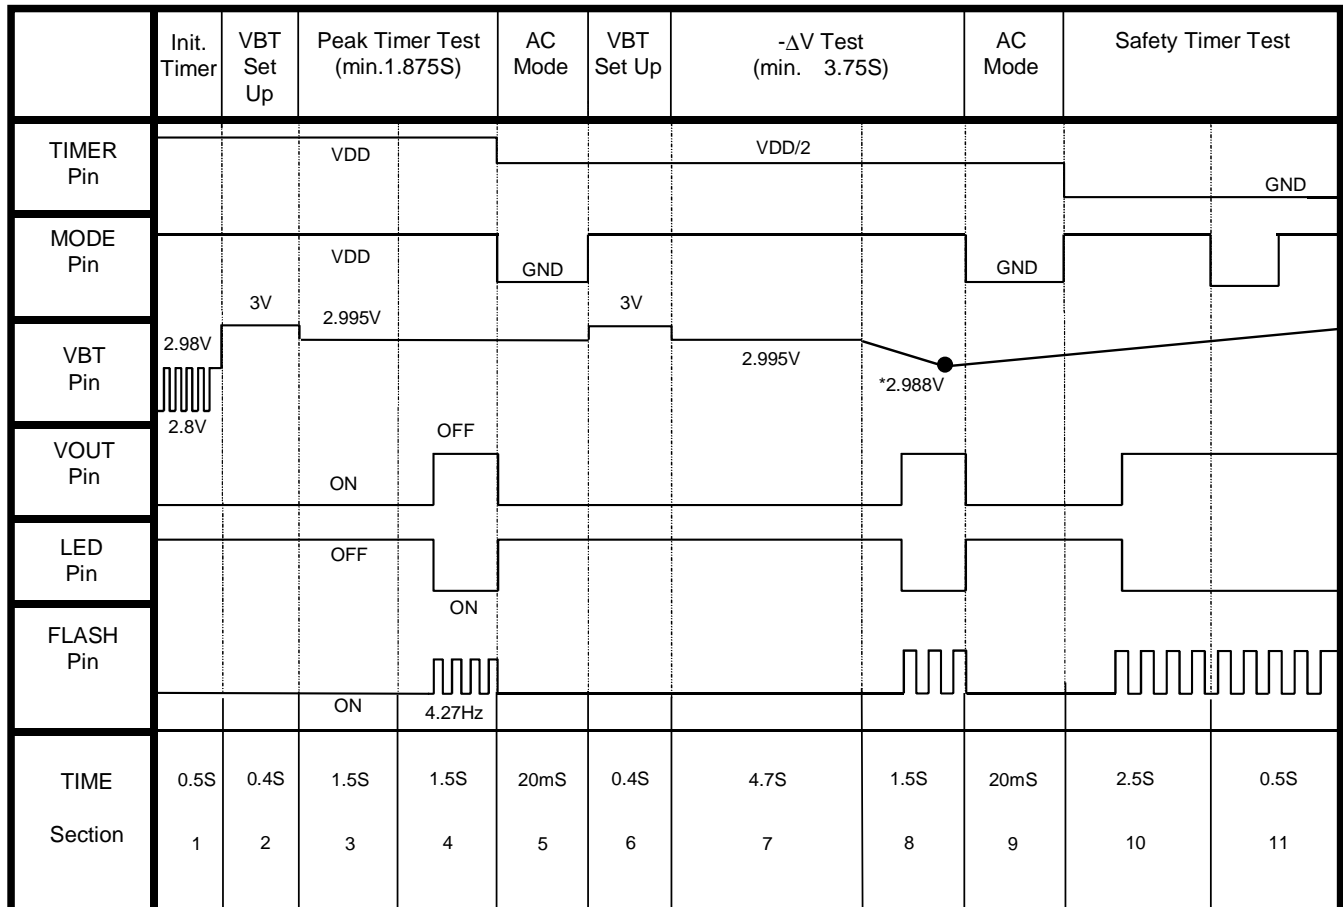 Init.
Timer
VBT
Set
Up
Peak Timer Test
(min.1.875S)
AC
Mode
VBT
Set Up
-ΔV Test
(min. 3.75S)
AC
Mode
Safety Timer Test
TIMER
Pin
VDD
VDD/2
GND
MODE
Pin
VDD
GND
GND
VBT
Pin
2.98V
2.8V
3V
2.995V
3V
2.995V
*2.988V
VOUT
Pin
ON
OFF
LED
Pin
OFF
ON
FLASH
Pin
ON
4.27Hz
TIME 0.5S 0.4S 1.5S 1.5S 20mS 0.4S 4.7S 1.5S 20mS 2.5S 0.5S
Section 1 2 3 4 5 6 7 8 9 10 11